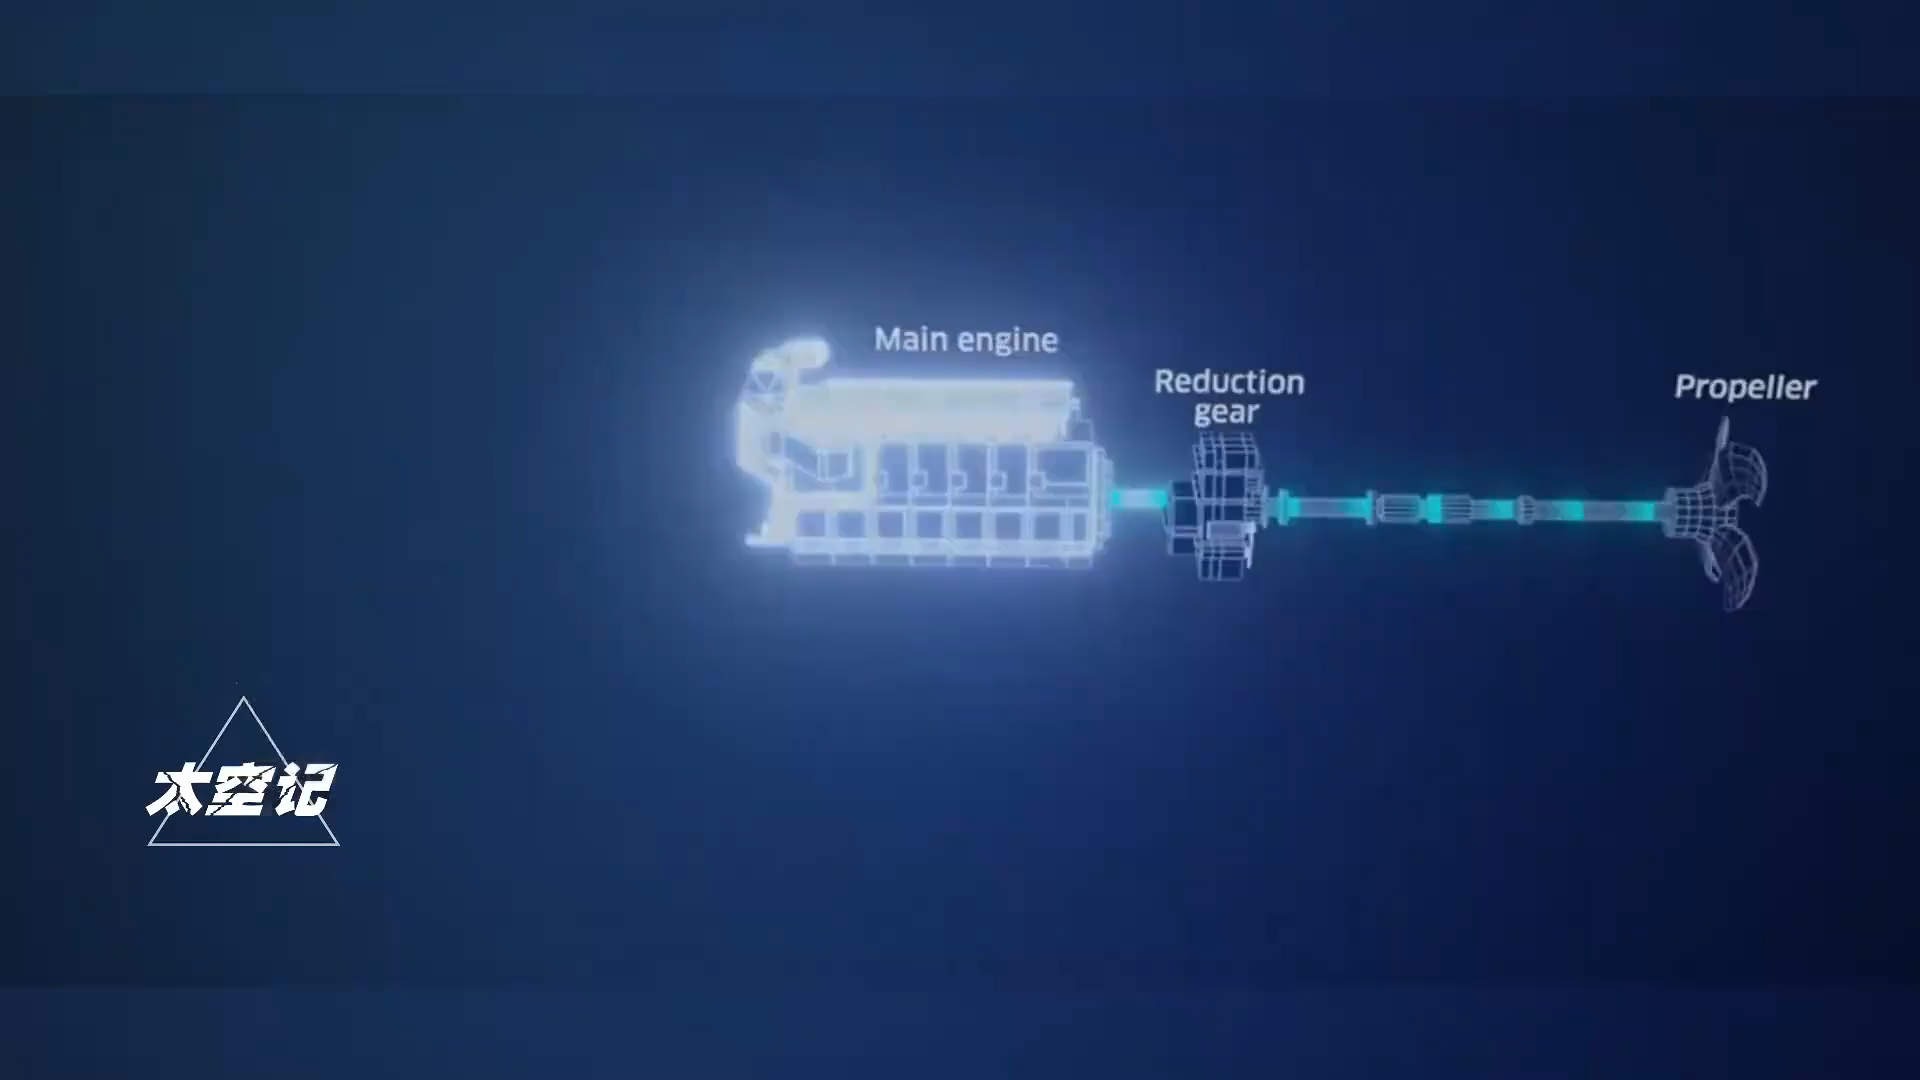 Main engine
Reduction
gear
Propeller
太空记